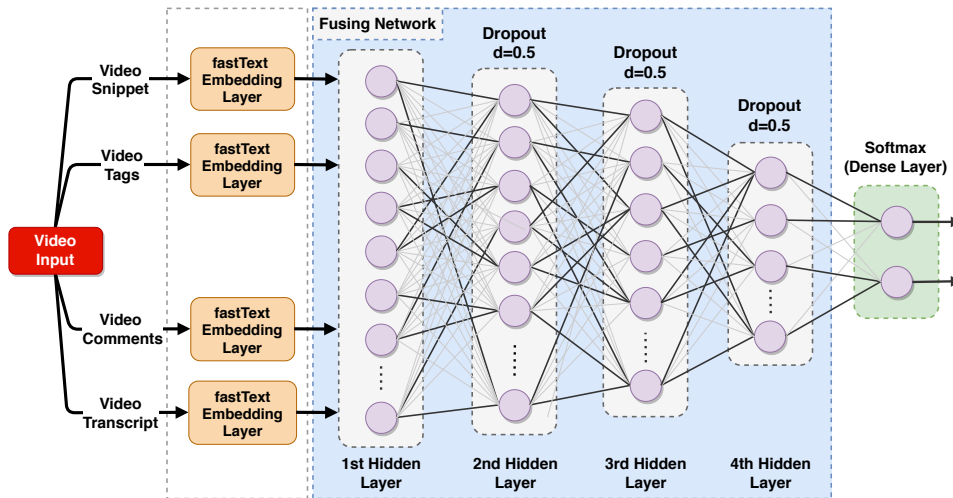 Fusing Network
Dropout
d=0.5
Dropout
d=0.5
Dropout
d=0.5
Softmax
(Dense Layer)
Video
Snippet
fastText
Embedding
Layer
Video
Tags
fastText
Embedding
Layer
Video
Input
Video
Comments
fastText
Embedding
Layer
Video
Transcript
fastText
Embedding
Layer
1st Hidden
Layer
2nd Hidden
Layer
3rd Hidden
Layer
4th Hidden
Layer